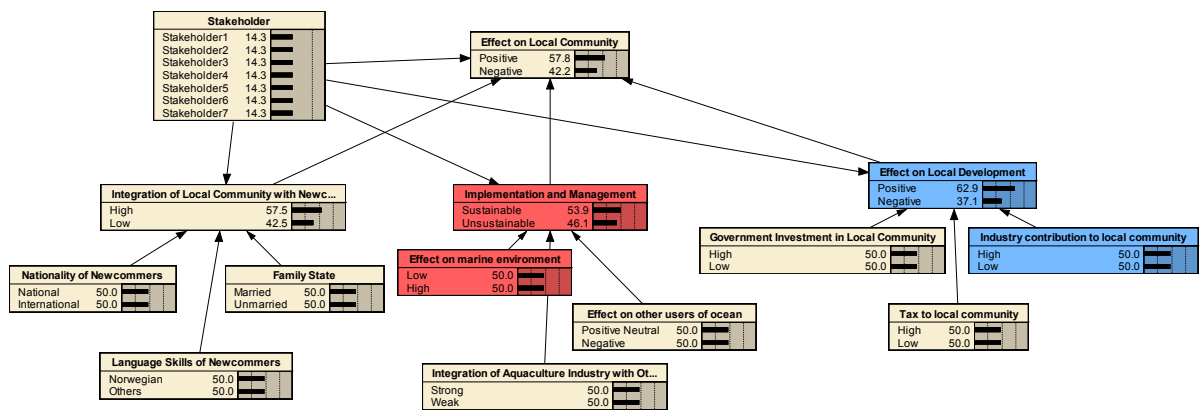 Stakeholder
Stakeholder1 14.3
Stakeholder2 14.3
Stakeholder3 14.3
Stakeholder4 14.3
Stakeholder5 14.3
Stakeholder6 14.3
Stakeholder7 14.3
Effect on Local Community
Positive 57.8
Negative 42.2
Integration of Local Community with Newc...
High 57.5
Low 42.5
Implementation and Management
Sustainable 53.9
Unsustainable 46.1
Effect on Local Development
Positive 62.9
Negative 37.1
Nationality of Newcommers
National 50.0
International 50.0
Family State
Married 50.0
Unmarried 50.0
Effect on marine environment
Low 50.0
High 50.0
Government Investment in Local Community
High 50.0
Low 50.0
Industry contribution to local community
High 50.0
Low 50.0
Language Skills of Newcommers
Norwegian 50.0
Others 50.0
Effect on other users of ocean
Positive Neutral 50.0
Negative 50.0
Tax to local community
High 50.0
Low 50.0
Integration of Aquaculture Industry with Ot...
Strong 50.0
Weak 50.0